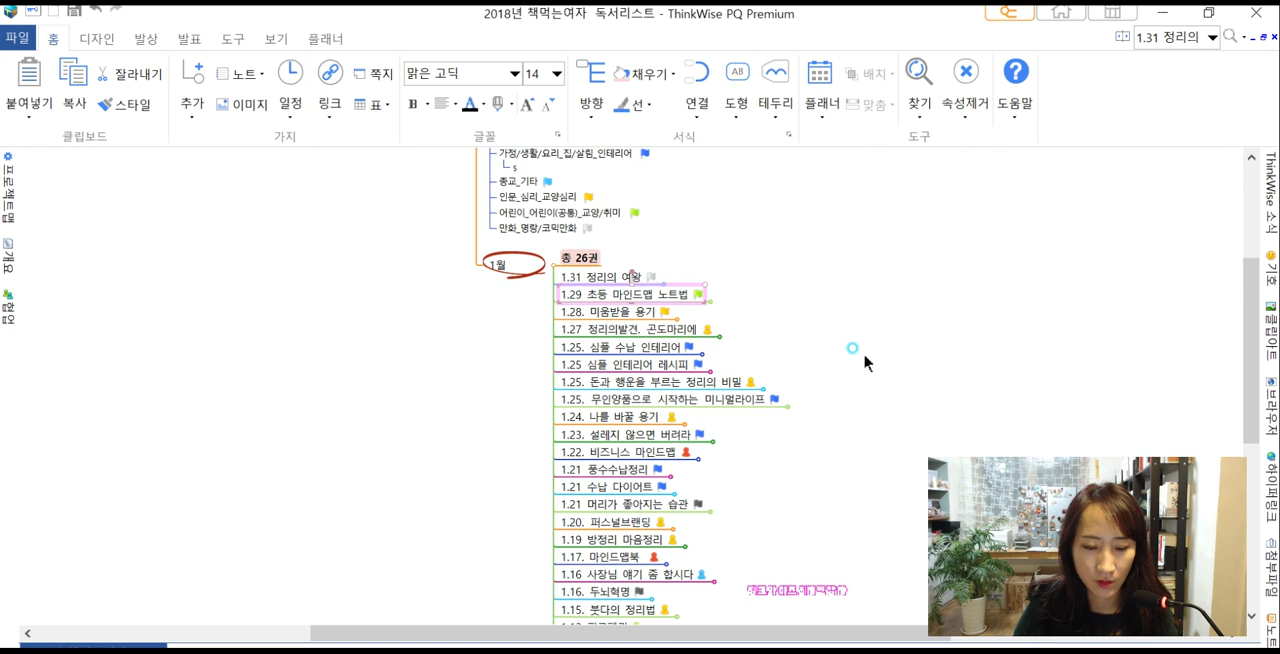 2018년 책먹는여자 독서리스트 - ThinkWise PQ Premium
파일 홈 디자인 발상 발표 도구 보기 플래너
1.31 정리의
붙여넣기 복사 잘라내기 스타일
클립보드
추가 노트 이미지 일정 링크 쪽지 표
가지
맑은 고딕 14
B A A A
글꼴
방향 채우기 선 연결 AB 도형 테두리
서식
플래너 배치 맞춤
찾기 속성제거 도움말
도구
프로젝트맵
개요
협업
가정/생활/요리_집/살림_인테리어
5
종교_기타
인문_심리_교양심리
어린이_어린이(공통)_교양/취미
만화_명랑/코믹만화
1월
총 26권
1.31 정리의 여왕
1.29 초등 마인드맵 노트법
1.28. 미움받을 용기
1.27 정리의발견. 곤도마리에
1.25. 심플 수납 인테리어
1.25 심플 인테리어 레시피
1.25. 돈과 행운을 부르는 정리의 비밀
1.25. 무인양품으로 시작하는 미니멀라이프
1.24. 나를 바꿀 용기
1.23. 설레지 않으면 버려라
1.22. 비즈니스 마인드맵
1.21 풍수수납정리
1.21 수납 다이어트
1.21 머리가 좋아지는 습관
1.20. 퍼스널브랜딩
1.19 방정리 마음정리
1.17. 마인드맵북
1.16 사장님 얘기 좀 합시다
1.16. 두뇌혁명
1.15. 붓다의 정리법
ThinkWise 소식
기호
클립아트
브라우저
하이퍼링크
첨부파일
노트